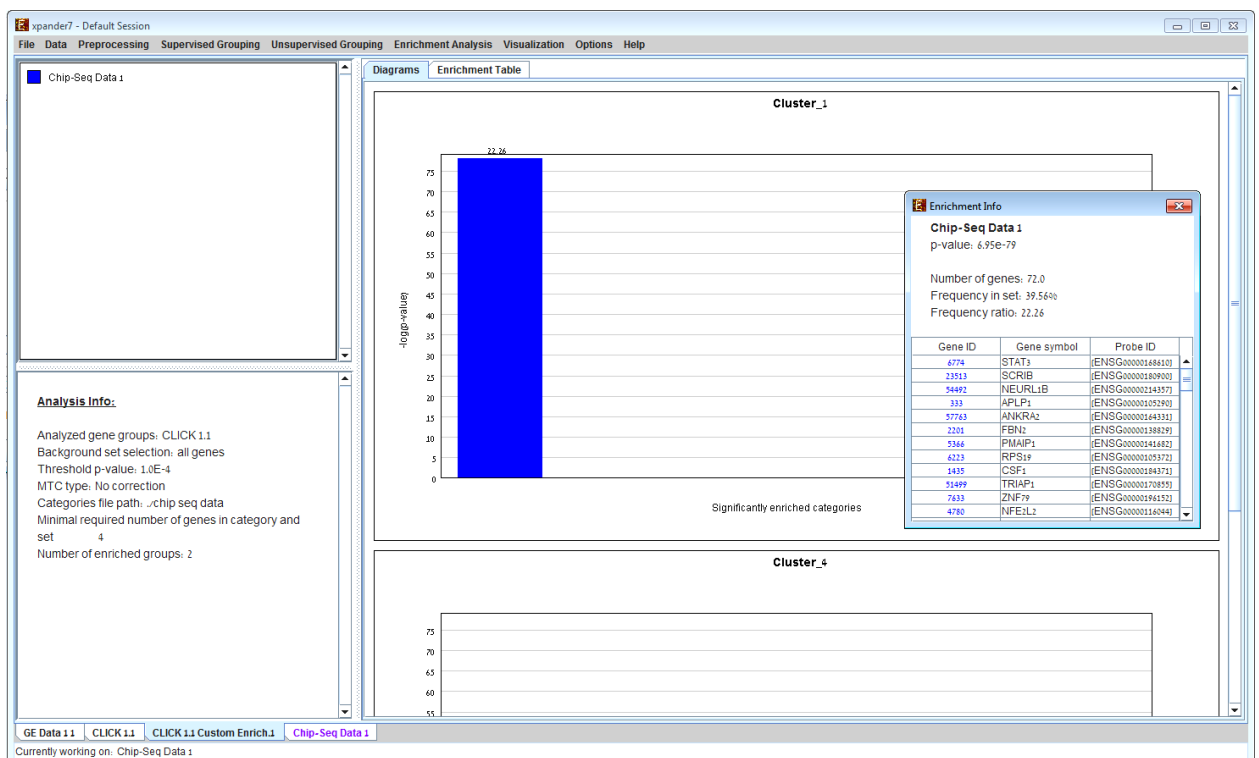 xpander7 - Default Session
File Data Preprocessing Supervised Grouping Unsupervised Grouping Enrichment Analysis Visualization Options Help
Chip-Seq Data 1
Analysis Info:
Analyzed gene groups: CLICK 1.1
Background set selection: all genes
Threshold p-value: 1.0E-4
MTC type: No correction
Categories file path: ./chip seq data
Minimal required number of genes in category and
set 4
Number of enriched groups: 2
Diagrams Enrichment Table
Cluster_1
22.26
75
70
65
60
55
50
45
40
35
30
25
20
15
10
5
0
-log(p-value)
Significantly enriched categories
Enrichment Info
Chip-Seq Data 1
p-value: 6.95e-79
Number of genes: 72.0
Frequency in set: 39.56%
Frequency ratio: 22.26
Gene ID Gene symbol Probe ID
6774 STAT3 [ENSG00000168610]
23513 SCRIB [ENSG00000180900]
54492 NEURL1B [ENSG00000214357]
333 APLP1 [ENSG00000105290]
57763 ANKRA2 [ENSG00000164331]
2201 FBN2 [ENSG00000138829]
5366 PMAIP1 [ENSG00000141682]
6223 RPS19 [ENSG00000105372]
1435 CSF1 [ENSG00000184371]
51499 TRIAP1 [ENSG00000170855]
7633 ZNF79 [ENSG00000196152]
4780 NFE2L2 [ENSG00000116044]
Cluster_4
75
70
65
60
55
GE Data 1 1 CLICK 1.1 CLICK 1.1 Custom Enrich.1 Chip-Seq Data 1
Currently working on: Chip-Seq Data 1